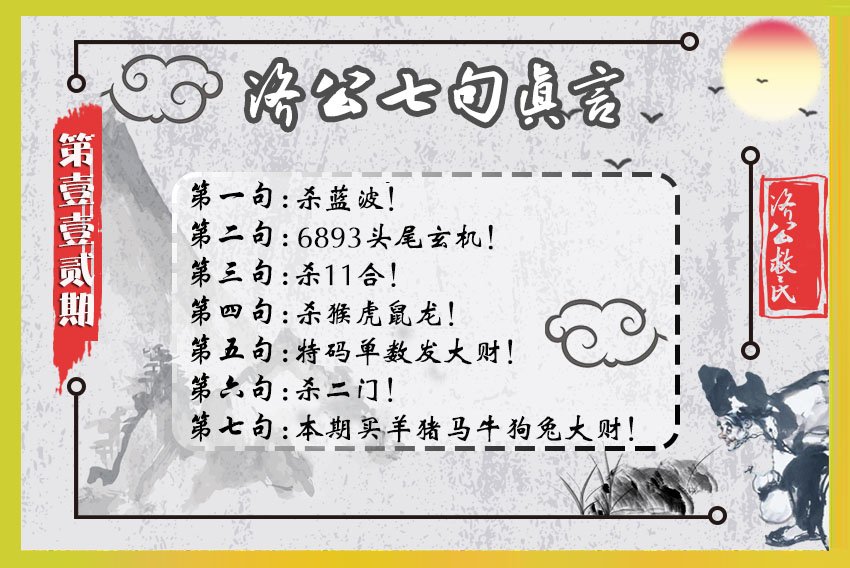 济公七句真言
第壹壹贰期
第一句:杀蓝波!
第二句:6893头尾玄机!
第三句:杀11合!
第四句:杀猴虎鼠龙!
第五句:特码单数发大财!
第六句:杀二门!
第七句:本期买羊猪马牛狗兔大财!
济公救民